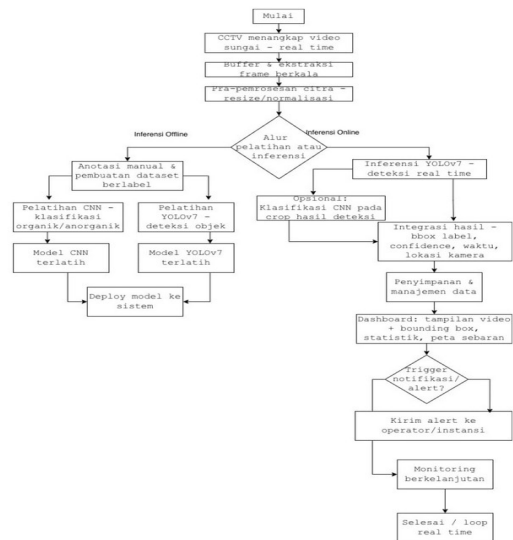 Mulai
CCTV menangkap video
sungai - real time
Buffer & ekstraksi
frame berkala
Pra-pemrosesan citra -
resize/normalisasi
Alur
pelatihan atau
inferensi
Inferensi Offline
Inferensi Online
Anotasi manual &
pembuatan dataset
berlabel
Pelatihan CNN -
klasifikasi
organik/anorganik
Pelatihan
YOLOv7 -
deteksi objek
Model CNN
terlatih
Model YOLOv7
terlatih
Deploy model ke
sistem
Inferensi YOLOv7 -
deteksi real time
Opsional:
Klasifikasi CNN pada
crop hasil deteksi
Integrasi hasil -
bbox label,
confidence, waktu,
lokasi kamera
Penyimpanan &
manajemen data
Dashboard: tampilan video
+ bounding box,
statistik, peta sebaran
Trigger
notifikasi/
alert?
Kirim alert ke
operator/instansi
Monitoring
berkelanjutan
Selesai / loop
real time